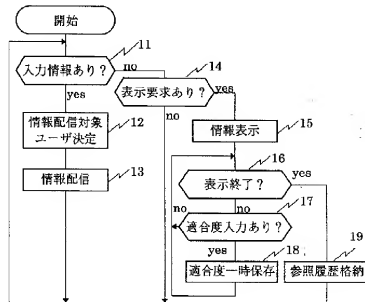 開始
11
入力情報あり？
no
14
yes
表示要求あり？
yes
情報配信対象
ユーザ決定
12
no
情報表示
15
情報配信
13
16
表示終了？
yes
no
no
17
適合度入力あり？
yes
18
19
適合度一時保存
参照履歴格納